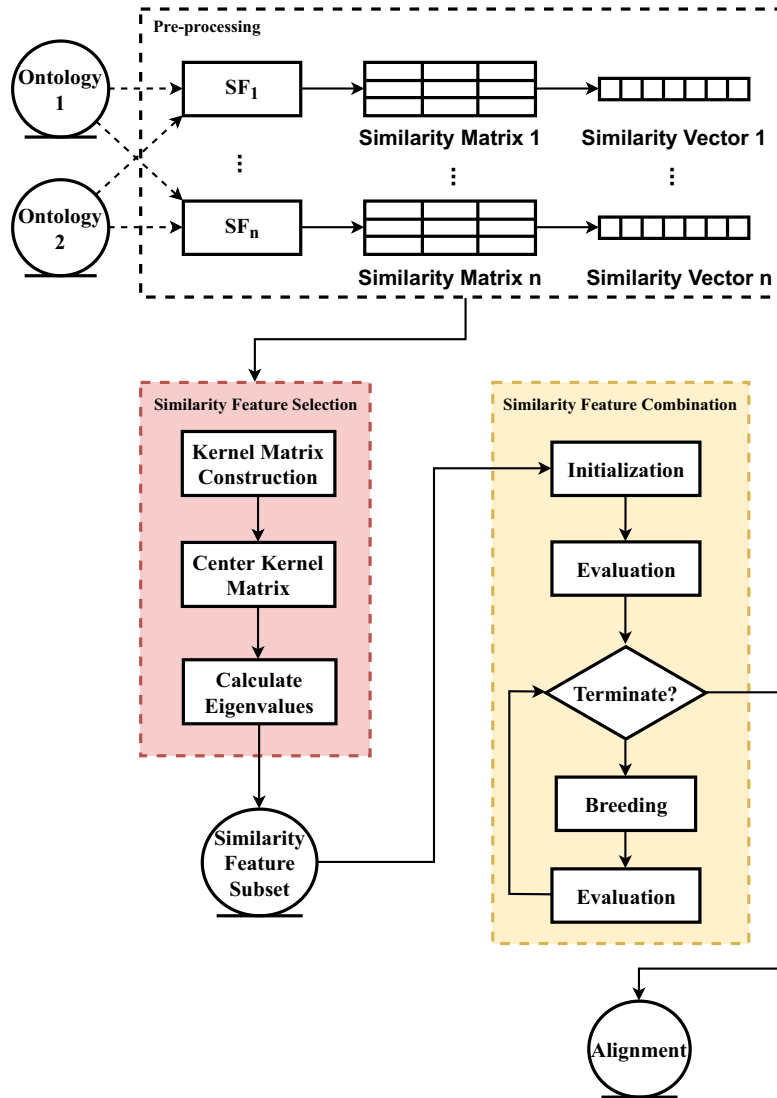 Pre-processing
Ontology
1
SF1
Similarity Matrix 1
Similarity Vector 1
...
...
...
Ontology
2
SFn
Similarity Matrix n
Similarity Vector n
Similarity Feature Selection
Kernel Matrix
Construction
Center Kernel
Matrix
Calculate
Eigenvalues
Similarity
Feature
Subset
Similarity Feature Combination
Initialization
Evaluation
Terminate?
Breeding
Evaluation
Alignment